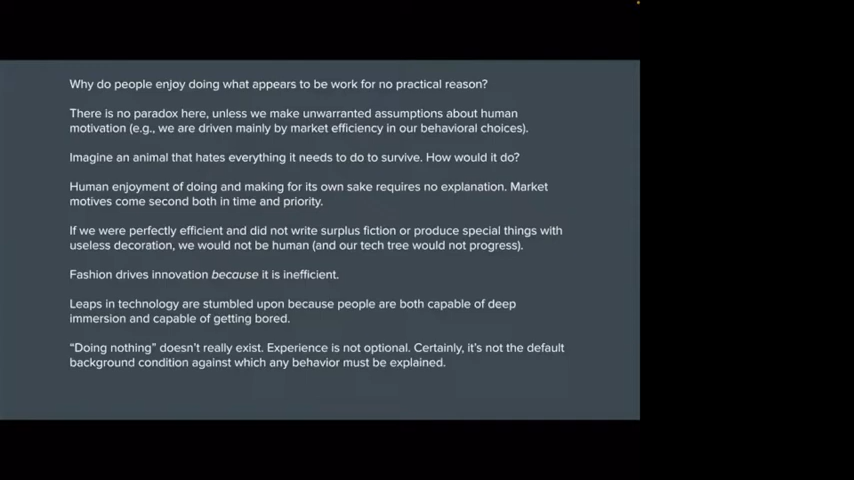 Why do people enjoy doing what appears to be work for no practical reason?
There is no paradox here, unless we make unwarranted assumptions about human
motivation (e.g., we are driven mainly by market efficiency in our behavioral choices).
Imagine an animal that hates everything it needs to do to survive. How would it do?
Human enjoyment of doing and making for its own sake requires no explanation. Market
motives come second both in time and priority.
If we were perfectly efficient and did not write surplus fiction or produce special things with
useless decoration, we would not be human (and our tech tree would not progress).
Fashion drives innovation because it is inefficient.
Leaps in technology are stumbled upon because people are both capable of deep
immersion and capable of getting bored.
“Doing nothing” doesn’t really exist. Experience is not optional. Certainly, it’s not the default
background condition against which any behavior must be explained.